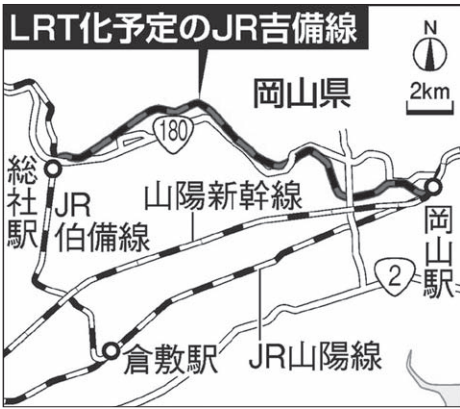 LRT化予定のJR吉備線
N
2km
岡山県
180
総社駅
JR
伯備線
山陽新幹線
岡山駅
2
倉敷駅
JR山陽線